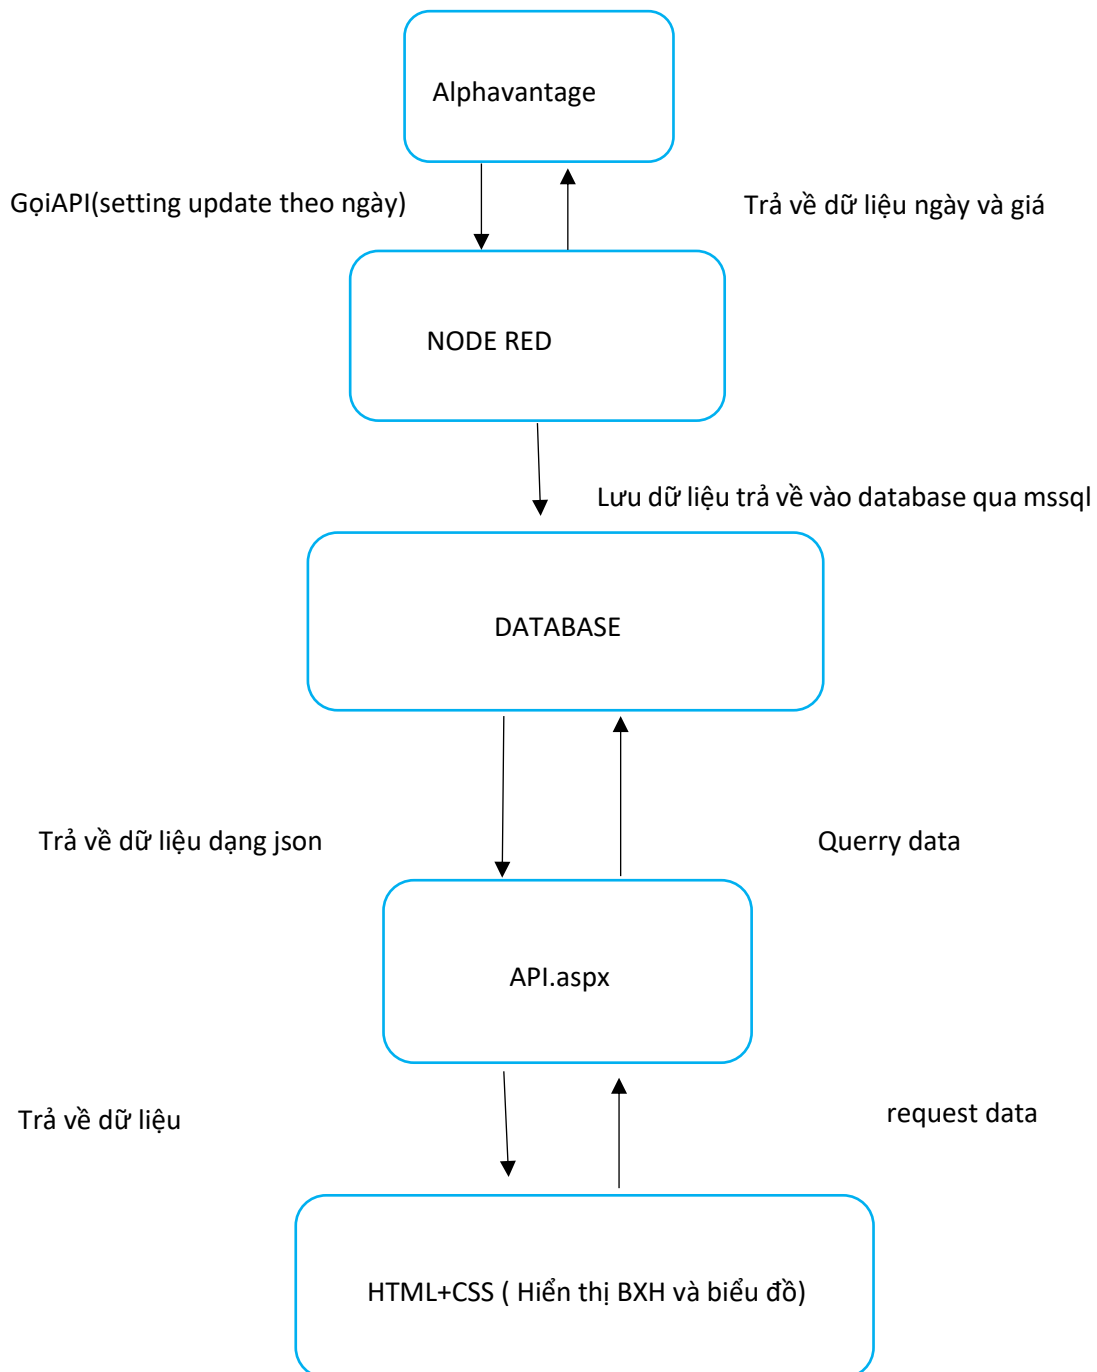 Alphavantage
GọiAPI(setting update theo ngày)
Trả về dữ liệu ngày và giá
NODE RED
Lưu dữ liệu trả về vào database qua mssql
DATABASE
Trả về dữ liệu dạng json
Querry data
API.aspx
Trả về dữ liệu
request data
HTML+CSS ( Hiển thị BXH và biểu đồ)